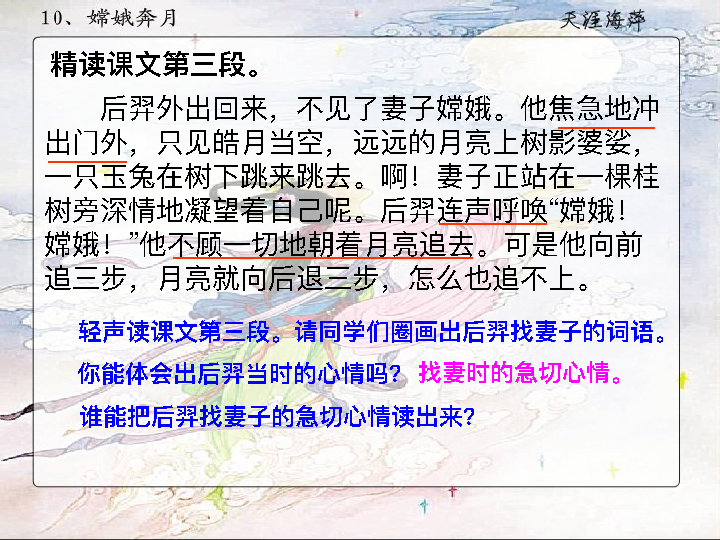 10、嫦娥奔月
天涯海萍
精读课文第三段。
后羿外出回来，不见了妻子嫦娥。他焦急地冲
出门外，只见皓月当空，远远的月亮上树影婆娑，
一只玉兔在树下跳来跳去。啊！妻子正站在一棵桂
树旁深情地凝望着自己呢。后羿连声呼唤“嫦娥！
嫦娥！”他不顾一切地朝着月亮追去。可是他向前
追三步，月亮就向后退三步，怎么也追不上。
轻声读课文第三段。请同学们圈画出后羿找妻子的词语。
你能体会出后羿当时的心情吗？ 找妻时的急切心情。
谁能把后羿找妻子的急切心情读出来？